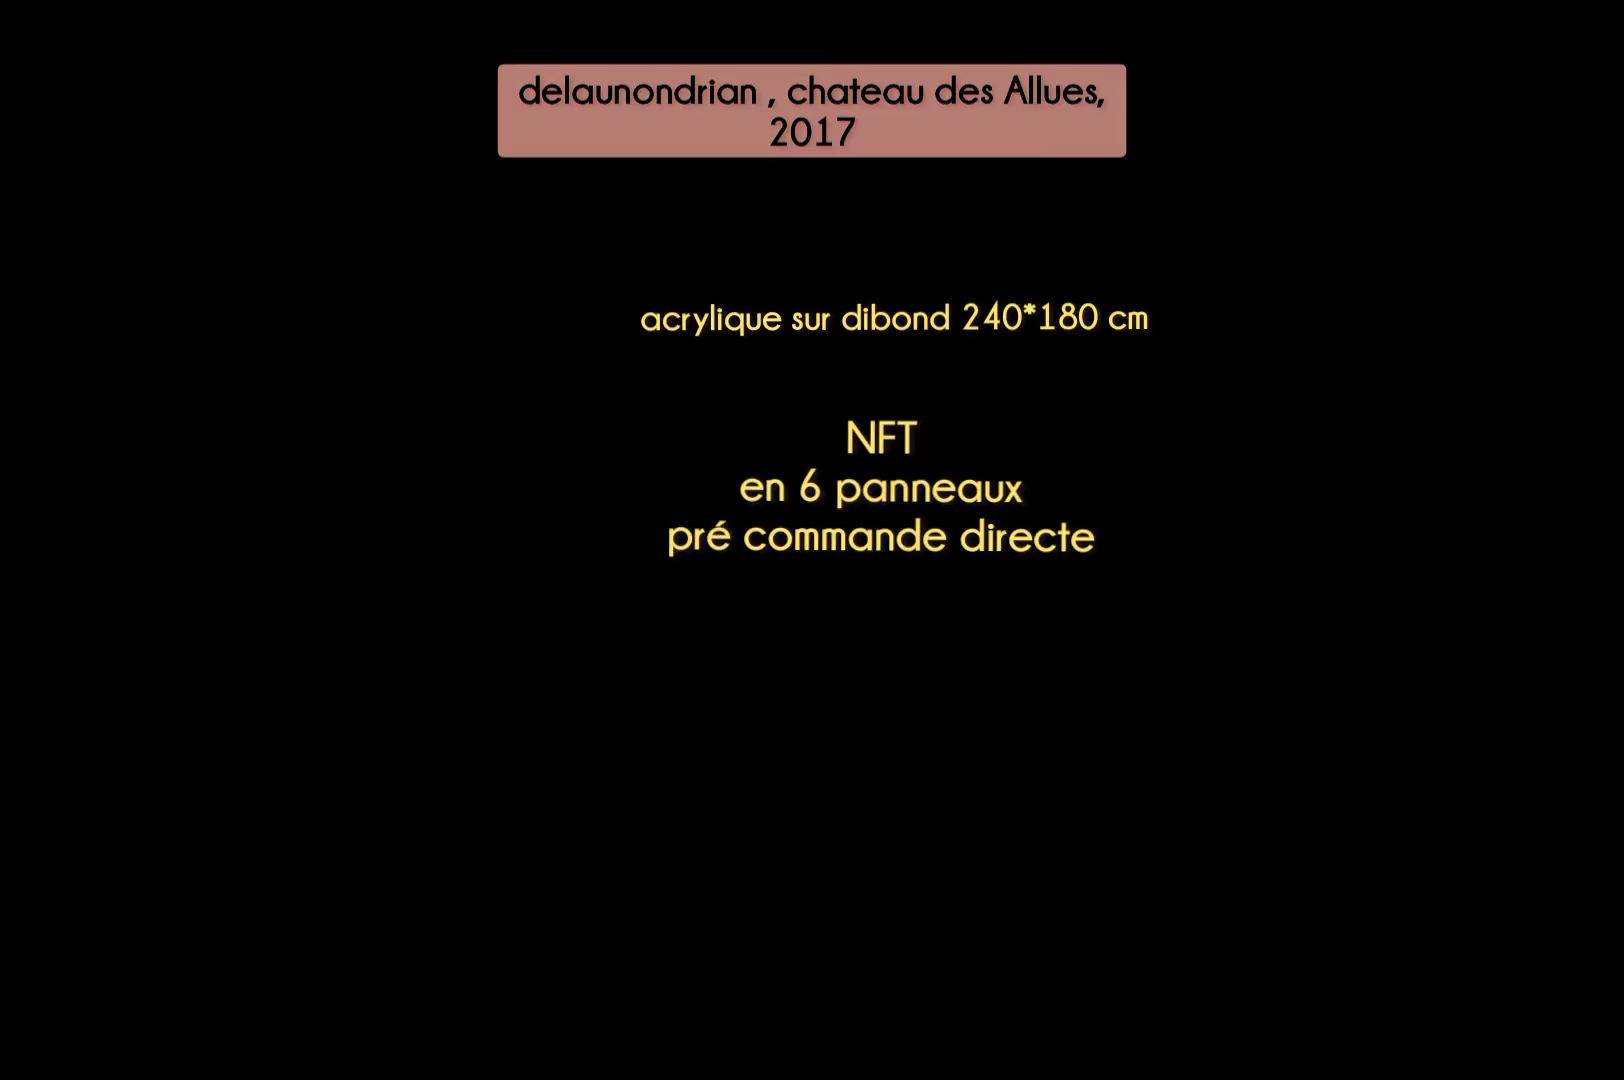 delaunondrian , chateau des Allues,
2017
acrylique sur dibond 240*180 cm
NFT
en 6 panneaux
pré commande directe